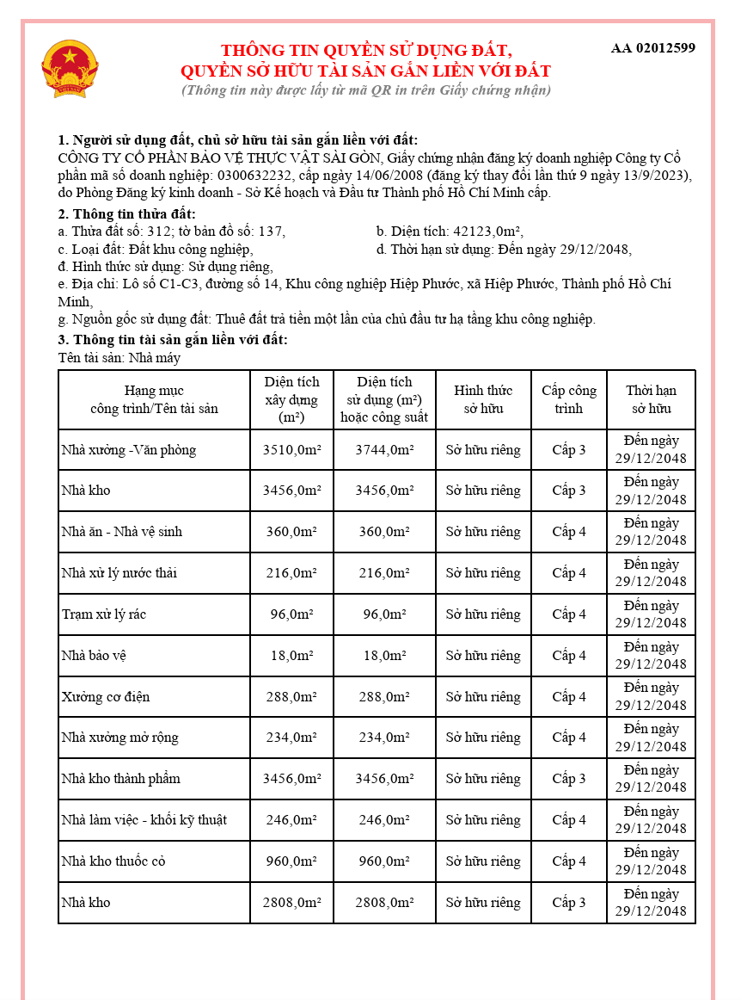 THÔNG TIN QUYỀN SỬ DỤNG ĐẤT,
QUYỀN SỞ HỮU TÀI SẢN GẮN LIỀN VỚI ĐẤT
(Thông tin này được lấy từ mã QR in trên Giấy chứng nhận)
AA 02012599
VIỆT NAM
1. Người sử dụng đất, chủ sở hữu tài sản gắn liền với đất:
CÔNG TY CỔ PHẦN BẢO VỆ THỰC VẬT SÀI GÒN, Giấy chứng nhận đăng ký doanh nghiệp Công ty Cổ
phần mã số doanh nghiệp: 0300632232, cấp ngày 14/06/2008 (đăng ký thay đổi lần thứ 9 ngày 13/9/2023),
do Phòng Đăng ký kinh doanh - Sở Kế hoạch và Đầu tư Thành phố Hồ Chí Minh cấp.
2. Thông tin thửa đất:
a. Thửa đất số: 312; tờ bản đồ số: 137, b. Diện tích: 42123,0m²,
c. Loại đất: Đất khu công nghiệp, d. Thời hạn sử dụng: Đến ngày 29/12/2048,
đ. Hình thức sử dụng: Sử dụng riêng,
e. Địa chỉ: Lô số C1-C3, đường số 14, Khu công nghiệp Hiệp Phước, xã Hiệp Phước, Thành phố Hồ Chí
Minh,
g. Nguồn gốc sử dụng đất: Thuê đất trả tiền một lần của chủ đầu tư hạ tầng khu công nghiệp.
3. Thông tin tài sản gắn liền với đất:
Tên tài sản: Nhà máy
Hạng mục công trình/Tên tài sản Diện tích xây dựng (m²) Diện tích sử dụng (m²) hoặc công suất Hình thức sở hữu Cấp công trình Thời hạn sở hữu
Nhà xưởng -Văn phòng 3510,0m² 3744,0m² Sở hữu riêng Cấp 3 Đến ngày 29/12/2048
Nhà kho 3456,0m² 3456,0m² Sở hữu riêng Cấp 3 Đến ngày 29/12/2048
Nhà ăn - Nhà vệ sinh 360,0m² 360,0m² Sở hữu riêng Cấp 4 Đến ngày 29/12/2048
Nhà xử lý nước thải 216,0m² 216,0m² Sở hữu riêng Cấp 4 Đến ngày 29/12/2048
Trạm xử lý rác 96,0m² 96,0m² Sở hữu riêng Cấp 4 Đến ngày 29/12/2048
Nhà bảo vệ 18,0m² 18,0m² Sở hữu riêng Cấp 4 Đến ngày 29/12/2048
Xưởng cơ điện 288,0m² 288,0m² Sở hữu riêng Cấp 4 Đến ngày 29/12/2048
Nhà xưởng mở rộng 234,0m² 234,0m² Sở hữu riêng Cấp 4 Đến ngày 29/12/2048
Nhà kho thành phẩm 3456,0m² 3456,0m² Sở hữu riêng Cấp 3 Đến ngày 29/12/2048
Nhà làm việc - khối kỹ thuật 246,0m² 246,0m² Sở hữu riêng Cấp 4 Đến ngày 29/12/2048
Nhà kho thuốc cỏ 960,0m² 960,0m² Sở hữu riêng Cấp 4 Đến ngày 29/12/2048
Nhà kho 2808,0m² 2808,0m² Sở hữu riêng Cấp 3 Đến ngày 29/12/2048